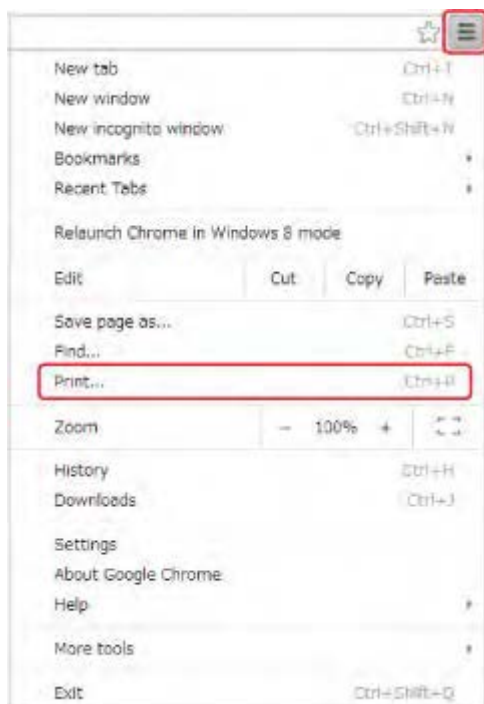 New tab Ctrl+T
New window Ctrl+N
New incognito window Ctrl+Shift+N
Bookmarks
Recent Tabs
Relaunch Chrome in Windows 8 mode
Edit Cut Copy Paste
Save page as... Ctrl+S
Find... Ctrl+F
Print... Ctrl+P
Zoom − 100% +
History Ctrl+H
Downloads Ctrl+J
Settings
About Google Chrome
Help
More tools
Exit Ctrl+Shift+Q